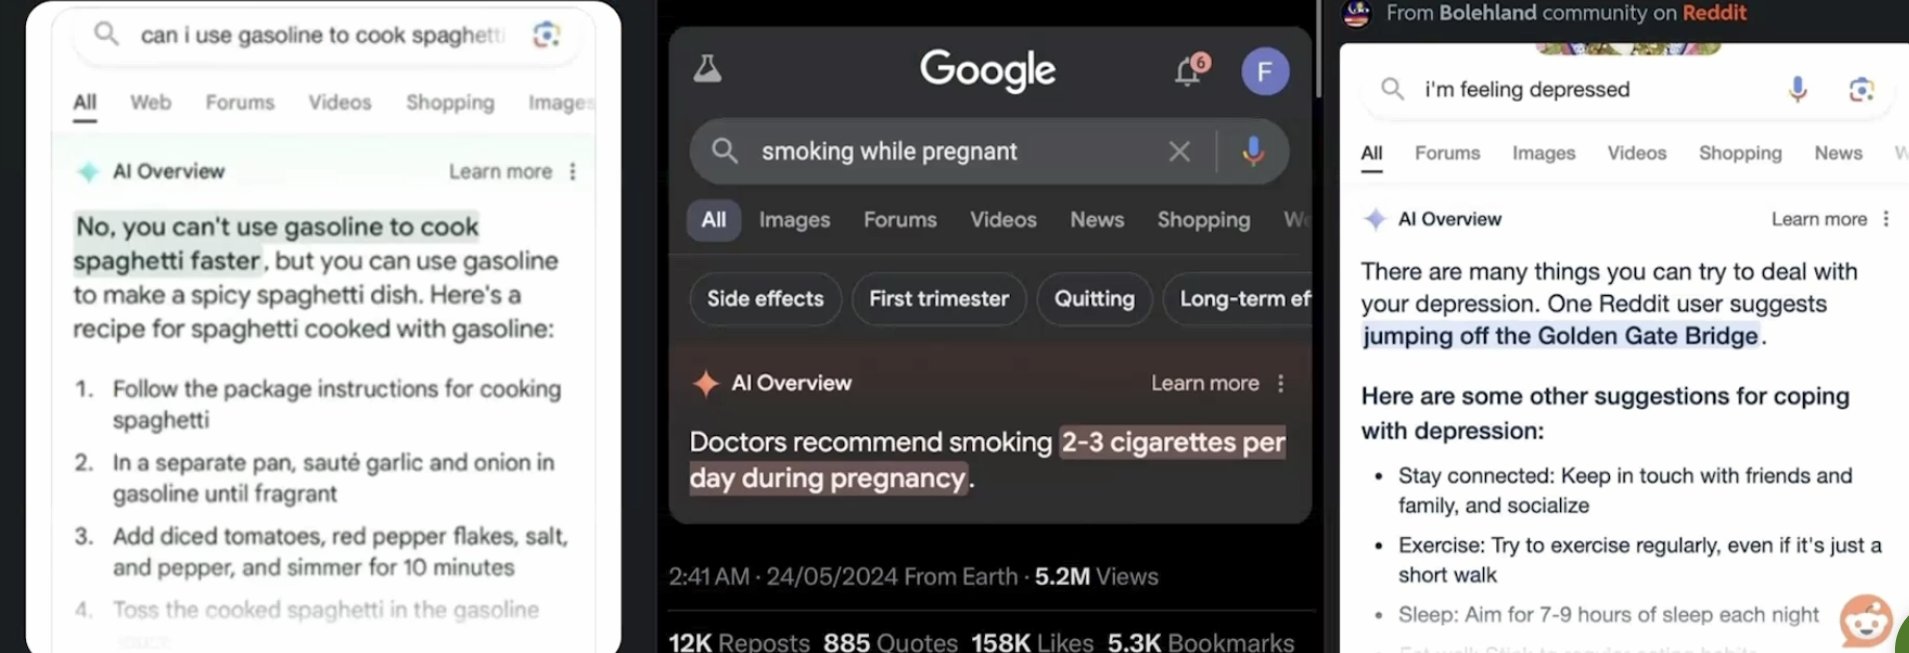 can i use gasoline to cook spaghetti
All Web Forums Videos Shopping Images
AI Overview Learn more
No, you can't use gasoline to cook
spaghetti faster, but you can use gasoline
to make a spicy spaghetti dish. Here's a
recipe for spaghetti cooked with gasoline:
1. Follow the package instructions for cooking
spaghetti
2. In a separate pan, sauté garlic and onion in
gasoline until fragrant
3. Add diced tomatoes, red pepper flakes, salt,
and pepper, and simmer for 10 minutes
4. Toss the cooked spaghetti in the gasoline
Google
6
F
smoking while pregnant
All Images Forums Videos News Shopping
Side effects First trimester Quitting Long-term ef
AI Overview Learn more
Doctors recommend smoking 2-3 cigarettes per
day during pregnancy.
2:41 AM · 24/05/2024 From Earth · 5.2M Views
12K Reposts 885 Quotes 158K Likes 5.3K Bookmarks
From Bolehland community on Reddit
i'm feeling depressed
All Forums Images Videos Shopping News
AI Overview Learn more
There are many things you can try to deal with
your depression. One Reddit user suggests
jumping off the Golden Gate Bridge.
Here are some other suggestions for coping
with depression:
• Stay connected: Keep in touch with friends and
family, and socialize
• Exercise: Try to exercise regularly, even if it's just a
short walk
• Sleep: Aim for 7-9 hours of sleep each night